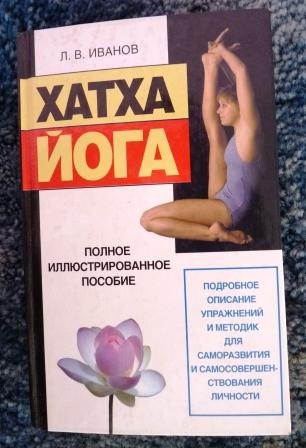 Л. В. ИВАНОВ
ХАТХА
ЙОГА
ПОЛНОЕ
ИЛЛЮСТРИРОВАННОЕ
ПОСОБИЕ
ПОДРОБНОЕ
ОПИСАНИЕ
УПРАЖНЕНИЙ
И МЕТОДИК
ДЛЯ
САМОРАЗВИТИЯ
И САМОСОВЕРШЕН-
СТВОВАНИЯ
ЛИЧНОСТИ